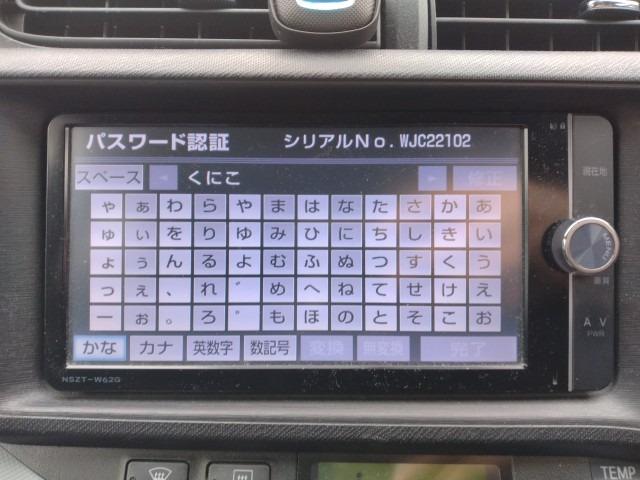 パスワード認証 シリアルNo. WJC22102
スペース くにこ 修正
ゃ ぁ わ ら や ま は な た さ か あ
ゅ ぃ を り ゆ み ひ に ち し き い
ょ ぅ ん る よ む ふ ぬ つ す く う
っ ぇ 、 れ ゛ め へ ね て せ け え
ー ぉ 。 ろ ゜ も ほ の と そ こ お
かな カナ 英数字 数記号 変換 無変換 完了
NSZT-W62G
現在地
MENU
画質
AV
PWR
TEMP